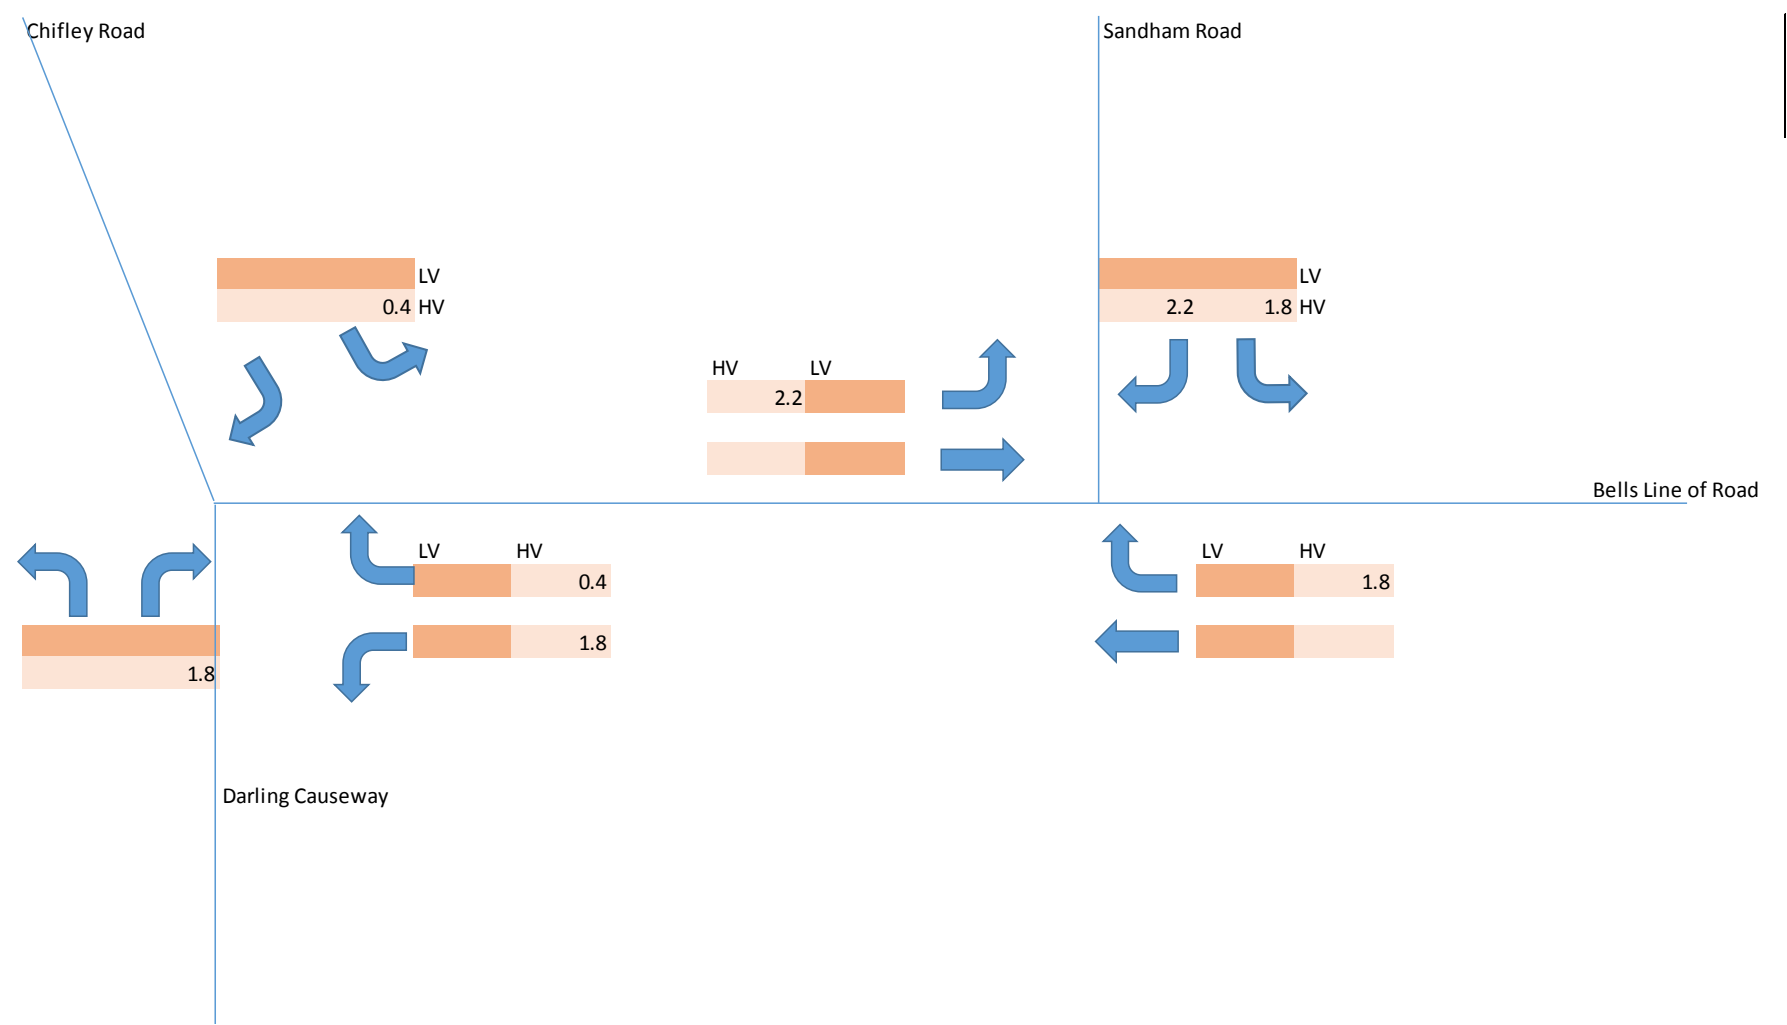 Chifley Road
Sandham Road
LV
0.4 HV
LV
2.2 1.8 HV
HV LV
2.2
Bells Line of Road
LV HV
0.4
1.8
LV HV
1.8
1.8
Darling Causeway